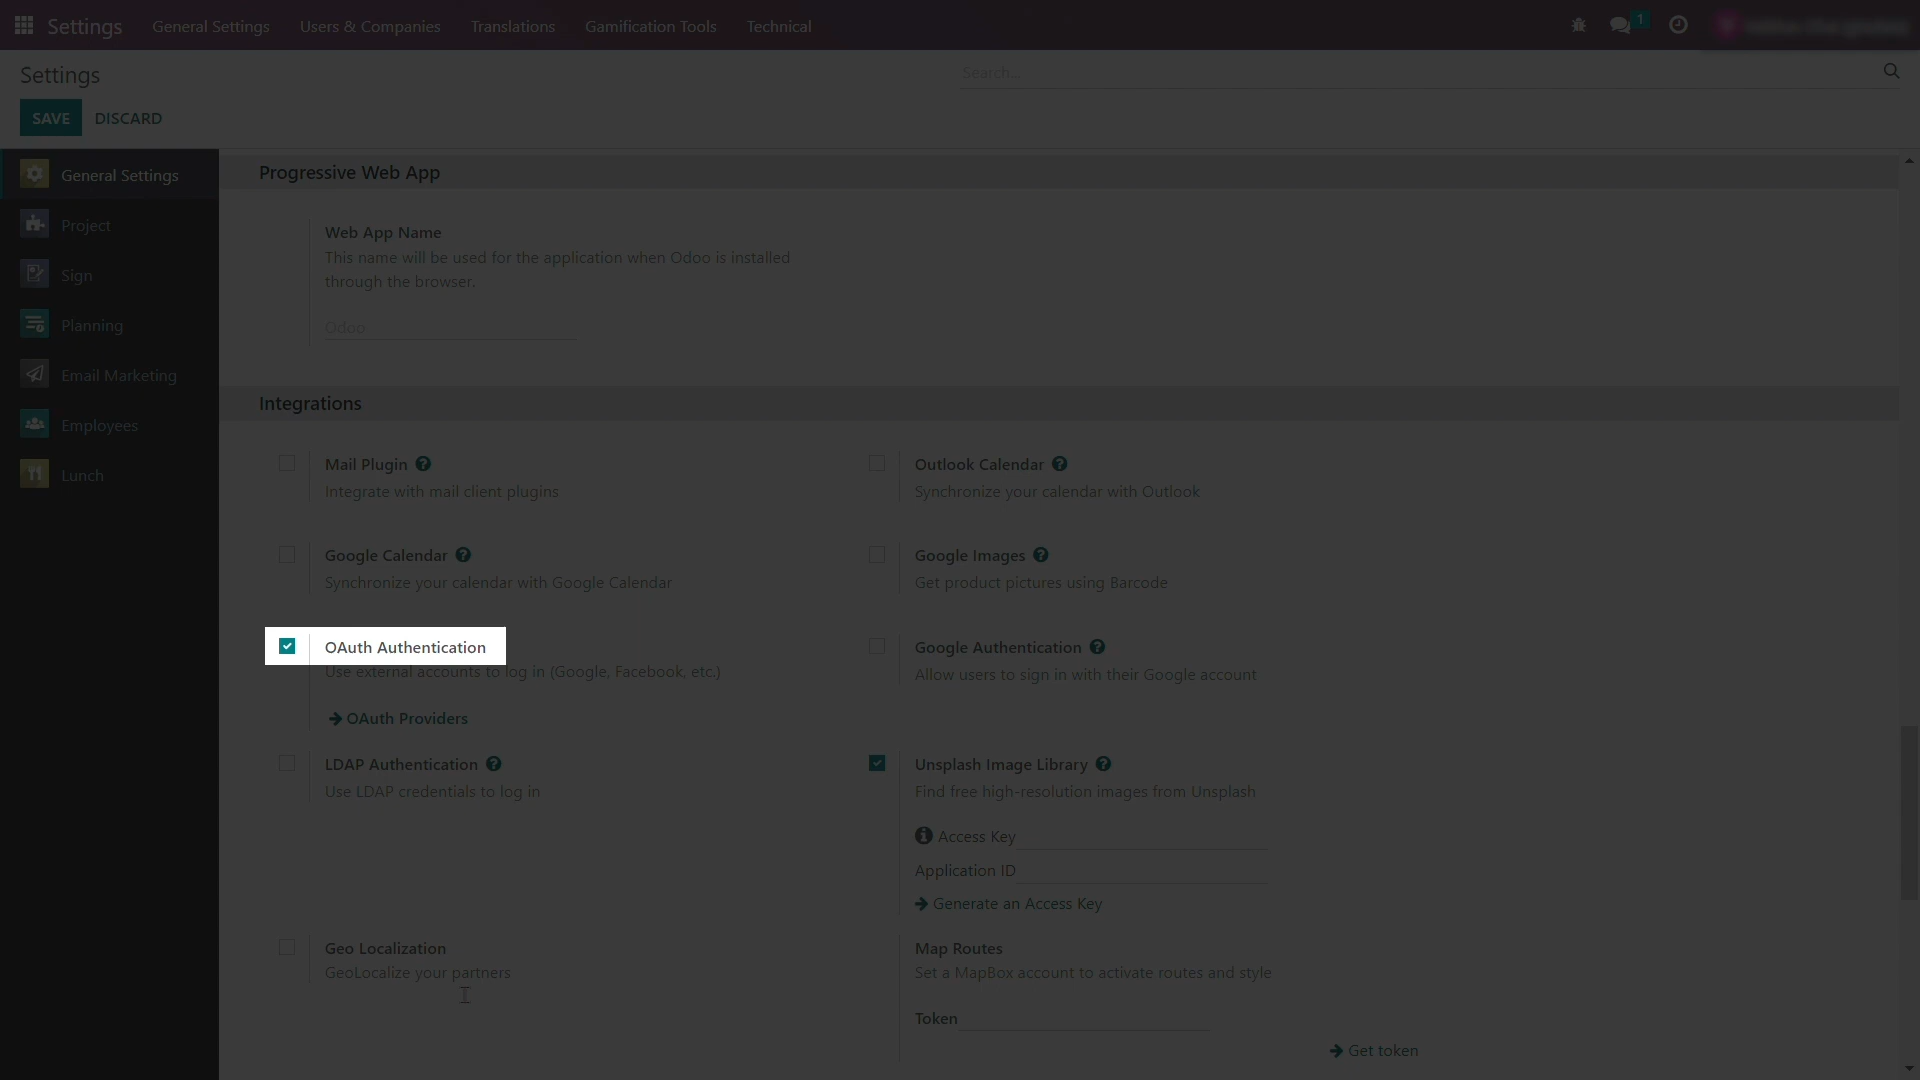 Settings General Settings Users & Companies Translations Gamification Tools Technical 1
Settings Search...
SAVE DISCARD
General Settings
Project
Sign
Planning
Email Marketing
Employees
Lunch
Progressive Web App
Web App Name
This name will be used for the application when Odoo is installed
through the browser.
Odoo
Integrations
Mail Plugin ?
Integrate with mail client plugins
Outlook Calendar ?
Synchronize your calendar with Outlook
Google Calendar ?
Synchronize your calendar with Google Calendar
Google Images ?
Get product pictures using Barcode
OAuth Authentication
Use external accounts to log in (Google, Facebook, etc.)
OAuth Providers
Google Authentication ?
Allow users to sign in with their Google account
LDAP Authentication ?
Use LDAP credentials to log in
Unsplash Image Library ?
Find free high-resolution images from Unsplash
Access Key
Application ID
Generate an Access Key
Geo Localization
GeoLocalize your partners
Map Routes
Set a MapBox account to activate routes and style
Token
Get token